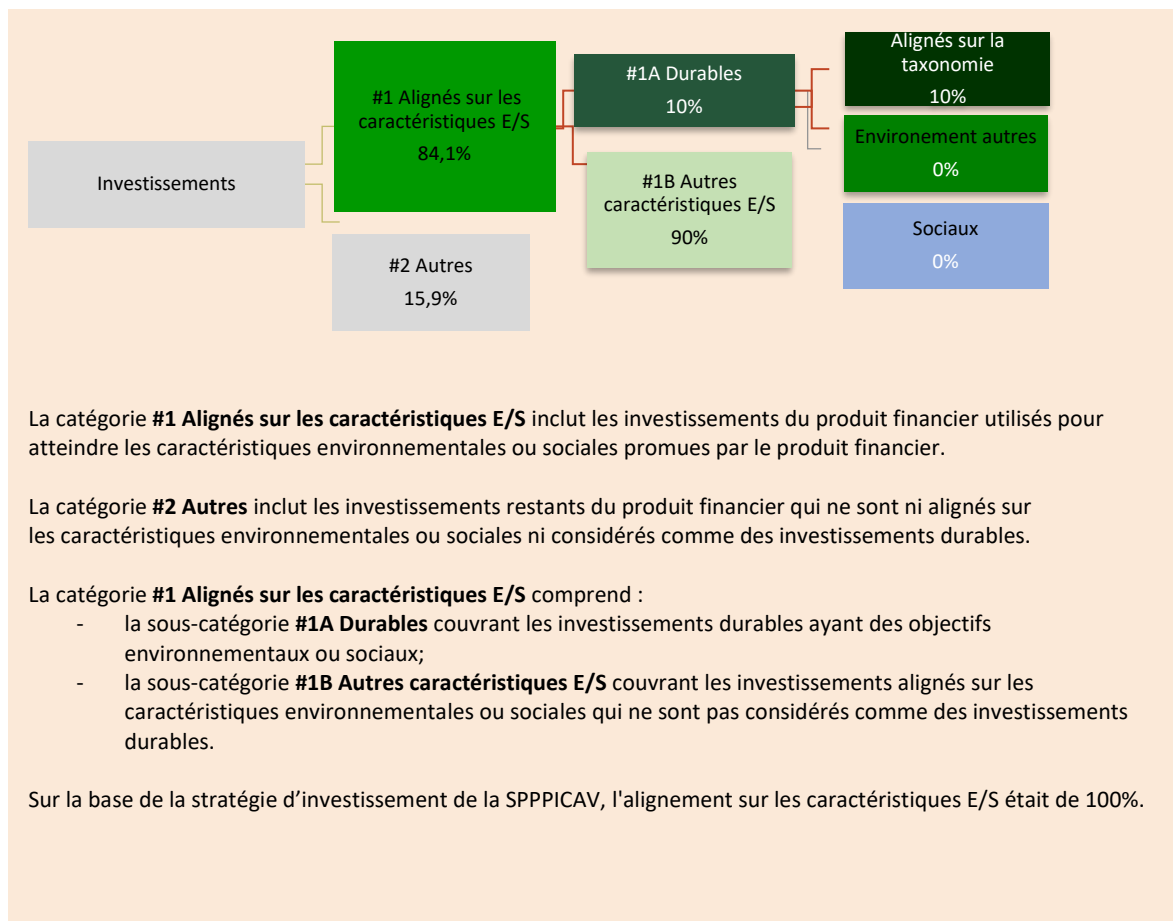 Investissements
#1 Alignés sur les
caractéristiques E/S
84,1%
#2 Autres
15,9%
#1A Durables
10%
#1B Autres
caractéristiques E/S
90%
Alignés sur la
taxonomie
10%
Environement autres
0%
Sociaux
0%
La catégorie #1 Alignés sur les caractéristiques E/S inclut les investissements du produit financier utilisés pour
atteindre les caractéristiques environnementales ou sociales promues par le produit financier.
La catégorie #2 Autres inclut les investissements restants du produit financier qui ne sont ni alignés sur
les caractéristiques environnementales ou sociales ni considérés comme des investissements durables.
La catégorie #1 Alignés sur les caractéristiques E/S comprend :
- la sous-catégorie #1A Durables couvrant les investissements durables ayant des objectifs
environnementaux ou sociaux;
- la sous-catégorie #1B Autres caractéristiques E/S couvrant les investissements alignés sur les
caractéristiques environnementales ou sociales qui ne sont pas considérés comme des investissements
durables.
Sur la base de la stratégie d’investissement de la SPPPICAV, l'alignement sur les caractéristiques E/S était de 100%.